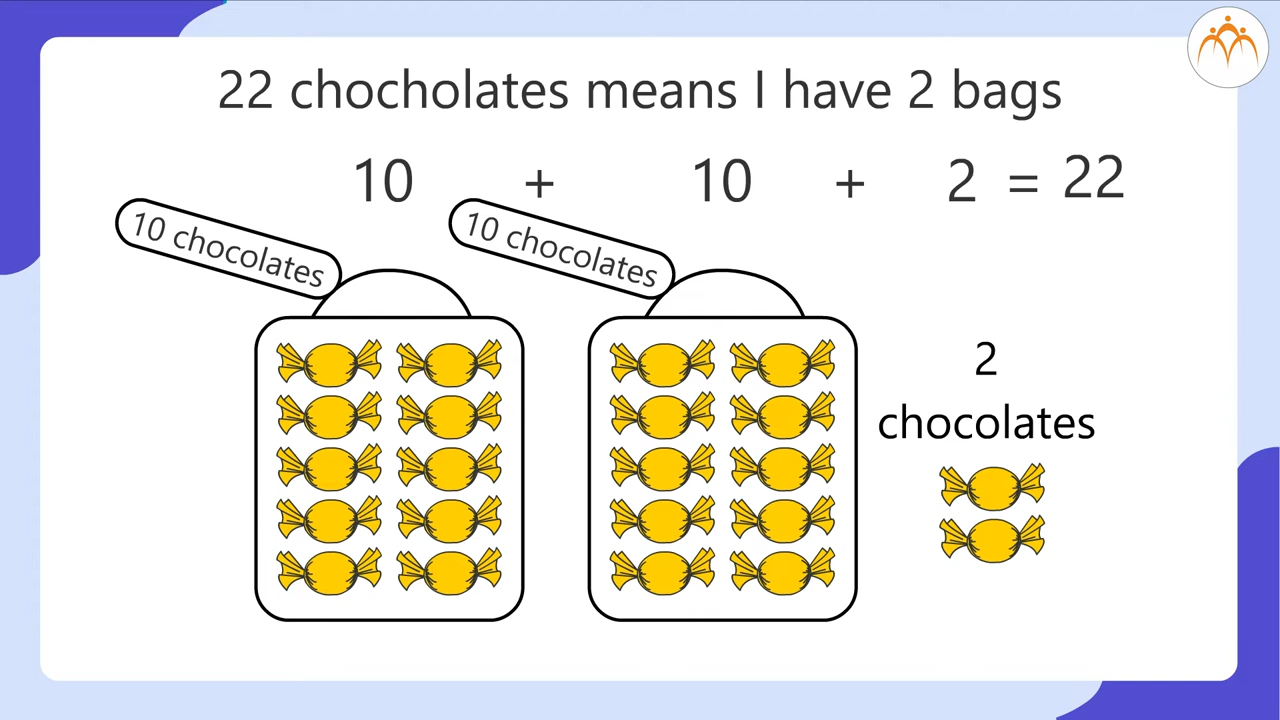 22 chocholates means I have 2 bags
10 + 10 + 2 = 22
10 chocolates
10 chocolates
2
chocolates